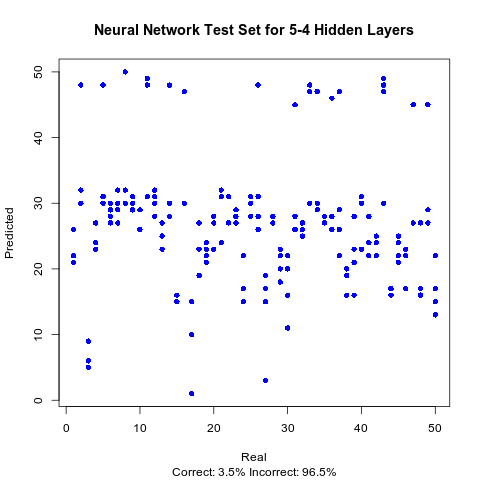 Neural Network Test Set for 5-4 Hidden Layers
50
40
30
20
10
0
Predicted
0 10 20 30 40 50
Real
Correct: 3.5% Incorrect: 96.5%